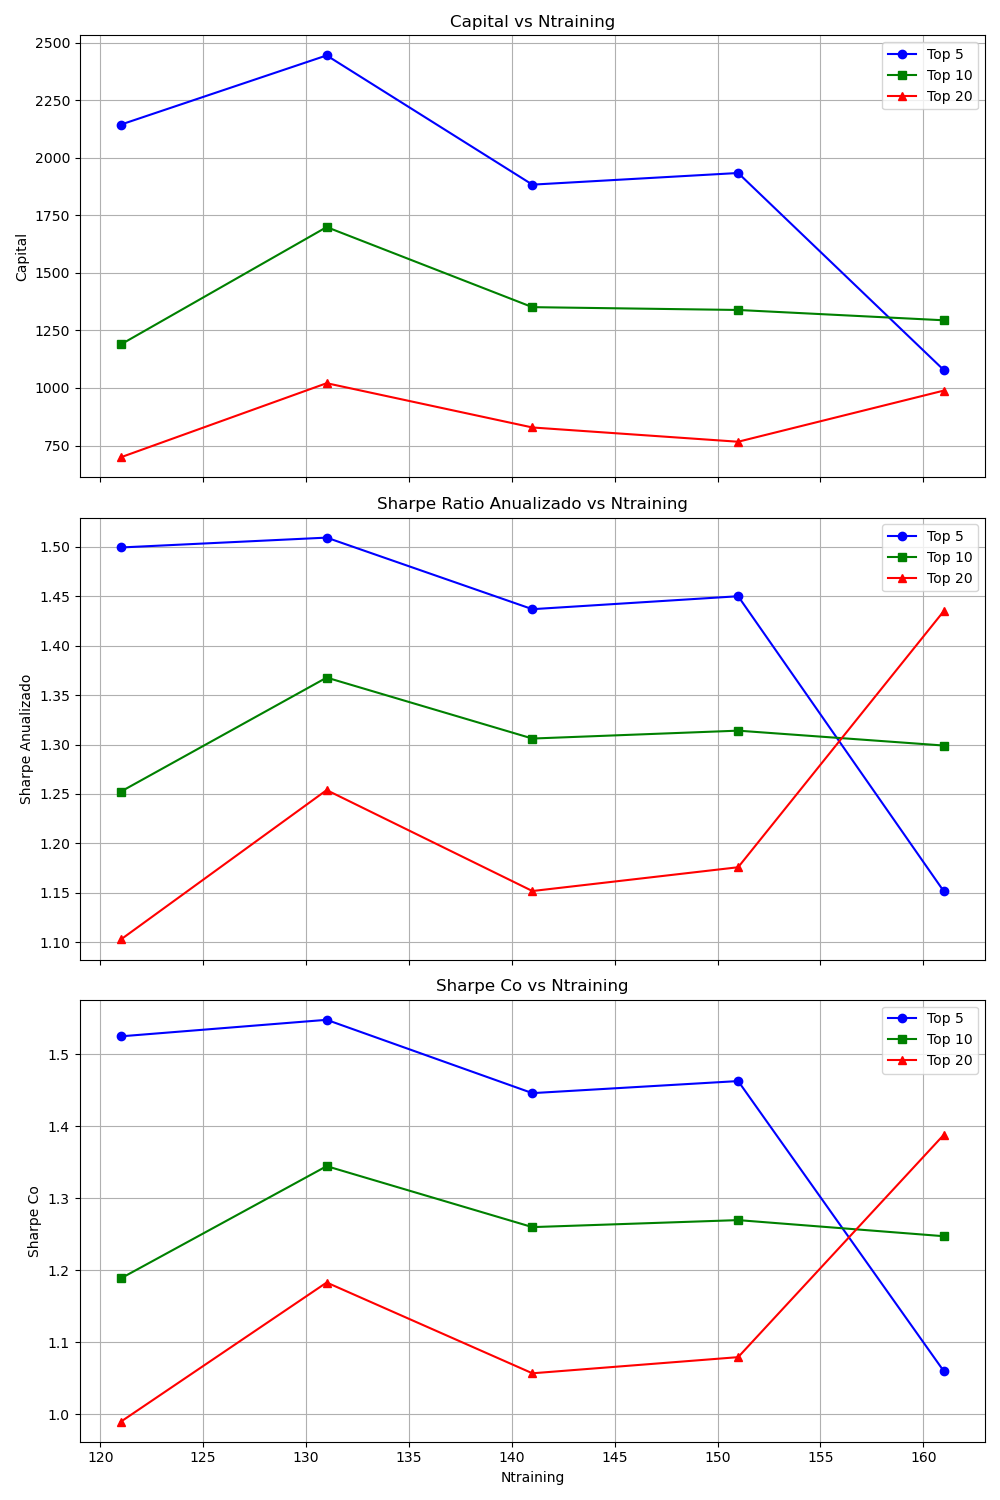 Capital vs Ntraining
2500
2250
2000
1750
1500
1250
1000
750
Capital
Top 5
Top 10
Top 20
Sharpe Ratio Anualizado vs Ntraining
1.50
1.45
1.40
1.35
1.30
1.25
1.20
1.15
1.10
Sharpe Anualizado
Top 5
Top 10
Top 20
Sharpe Co vs Ntraining
1.5
1.4
1.3
1.2
1.1
1.0
Sharpe Co
Top 5
Top 10
Top 20
120 125 130 135 140 145 150 155 160
Ntraining